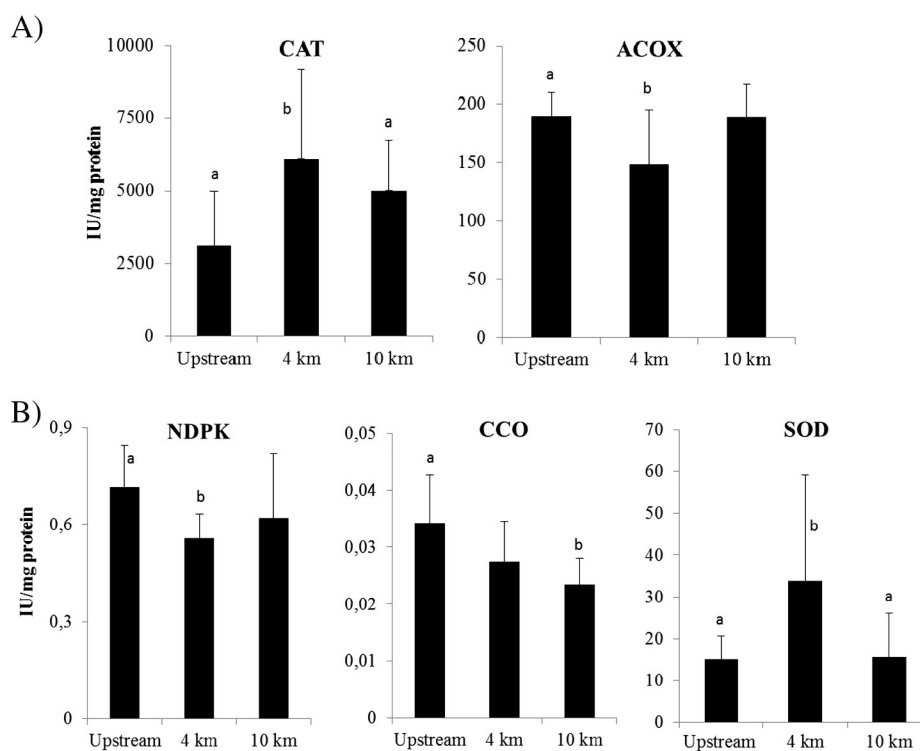 A)
CAT
ACOX
IU/mg protein
10000
7500
5000
2500
0
a
b
a
Upstream 4 km 10 km
250
200
150
100
50
0
a
b
Upstream 4 km 10 km
B)
NDPK
CCO
SOD
IU/mg protein
0,9
0,6
0,3
0
a
b
Upstream 4 km 10 km
0,05
0,04
0,03
0,02
0,01
0
a
b
Upstream 4 km 10 km
70
60
50
40
30
20
10
0
a
b
a
Upstream 4 km 10 km